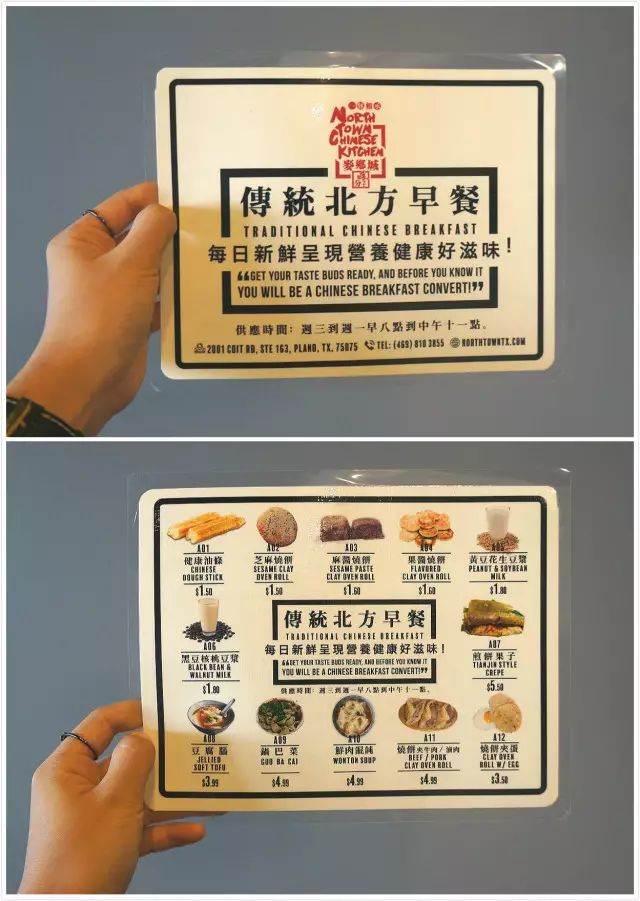 NORTH
TOWN
CHINESE
KITCHEN
麥鄉城
傳統北方早餐
TRADITIONAL CHINESE BREAKFAST
每日新鮮呈現營養健康好滋味！
“GET YOUR TASTE BUDS READY, AND BEFORE YOU KNOW IT
YOU WILL BE A CHINESE BREAKFAST CONVERT!”
供應時間：週三到週一早八點到中午十一點。
2001 COIT RD, STE 163, PLANO, TX, 75075 TEL: (469) 818 3855 NORTHTOWNTX.COM
A01
健康油條
CHINESE
DOUGH STICK
$1.50
A02
芝麻燒餅
SESAME CLAY
OVEN ROLL
$1.50
A03
麻醬燒餅
SESAME PASTE
CLAY OVEN ROLL
$1.60
A04
果醬燒餅
FLAVORED
CLAY OVEN ROLL
$1.60
A05
黃豆花生豆漿
PEANUT & SOYBEAN
MILK
$1.80
A06
黑豆核桃豆漿
BLACK BEAN &
WALNUT MILK
$1.80
傳統北方早餐
TRADITIONAL CHINESE BREAKFAST
每日新鮮呈現營養健康好滋味！
“GET YOUR TASTE BUDS READY, AND BEFORE YOU KNOW IT
YOU WILL BE A CHINESE BREAKFAST CONVERT!”
供應時間：週三到週一早八點到中午十一點。
A07
煎餅果子
TIANJIN STYLE
CREPE
$5.50
A08
豆腐腦
JELLIED
SOFT TOFU
$3.99
A09
鍋巴菜
GUO BA CAI
$4.99
A10
鮮肉餛飩
WONTON SOUP
$4.99
A11
燒餅夾牛肉/滷肉
BEEF / PORK
CLAY OVEN ROLL
$4.99
A12
燒餅夾蛋
CLAY OVEN
ROLL W/ EGG
$3.50